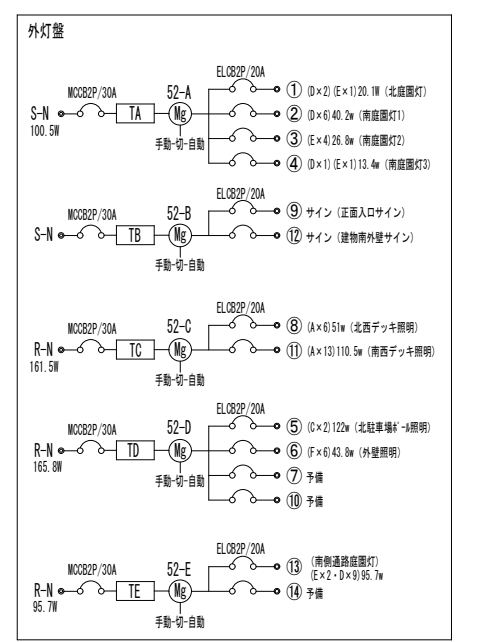 外灯盤
ELCB2P/20A
MCCB2P/30A
52-A
S-N
TA
Mg
100.5W
手動-切-自動
① (D×2)(E×1)20.1W (北庭園灯)
② (D×6)40.2w (南庭園灯1)
③ (E×4)26.8w (南庭園灯2)
④ (D×1)(E×1)13.4w (南庭園灯3)
ELCB2P/20A
MCCB2P/30A
52-B
S-N
TB
Mg
手動-切-自動
⑨ サイン (正面入口サイン)
⑫ サイン (建物南外壁サイン)
ELCB2P/20A
MCCB2P/30A
52-C
R-N
TC
Mg
161.5W
手動-切-自動
⑧ (A×6)51w (北西デッキ照明)
⑪ (A×13)110.5w (南西デッキ照明)
ELCB2P/20A
MCCB2P/30A
52-D
R-N
TD
Mg
165.8W
手動-切-自動
⑤ (C×2)122w (北駐車場ﾎﾟｰﾙ照明)
⑥ (F×6)43.8w (外壁照明)
⑦ 予備
⑩ 予備
ELCB2P/20A
MCCB2P/30A
52-E
R-N
TE
Mg
95.7W
手動-切-自動
⑬ (南側通路庭園灯)
(E×2・D×9)95.7w
⑭ 予備